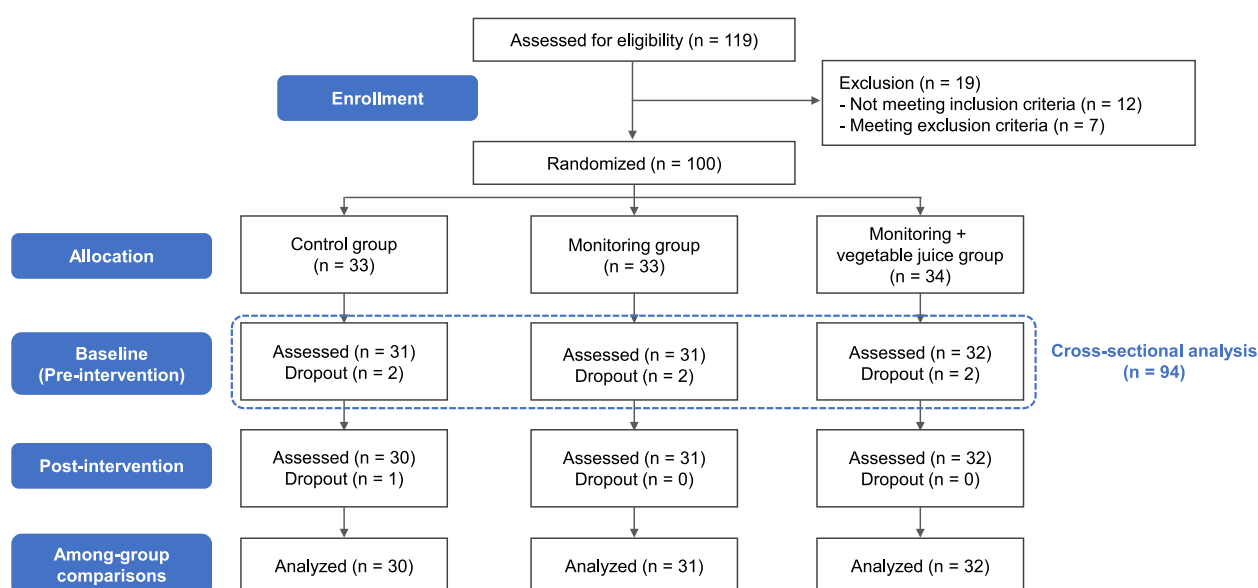 Assessed for eligibility (n = 119)
Enrollment
Exclusion (n = 19)
- Not meeting inclusion criteria (n = 12)
- Meeting exclusion criteria (n = 7)
Randomized (n = 100)
Allocation
Control group
(n = 33)
Monitoring group
(n = 33)
Monitoring +
vegetable juice group
(n = 34)
Baseline
(Pre-intervention)
Assessed (n = 31)
Dropout (n = 2)
Assessed (n = 31)
Dropout (n = 2)
Assessed (n = 32)
Dropout (n = 2)
Cross-sectional analysis
(n = 94)
Post-intervention
Assessed (n = 30)
Dropout (n = 1)
Assessed (n = 31)
Dropout (n = 0)
Assessed (n = 32)
Dropout (n = 0)
Among-group
comparisons
Analyzed (n = 30)
Analyzed (n = 31)
Analyzed (n = 32)